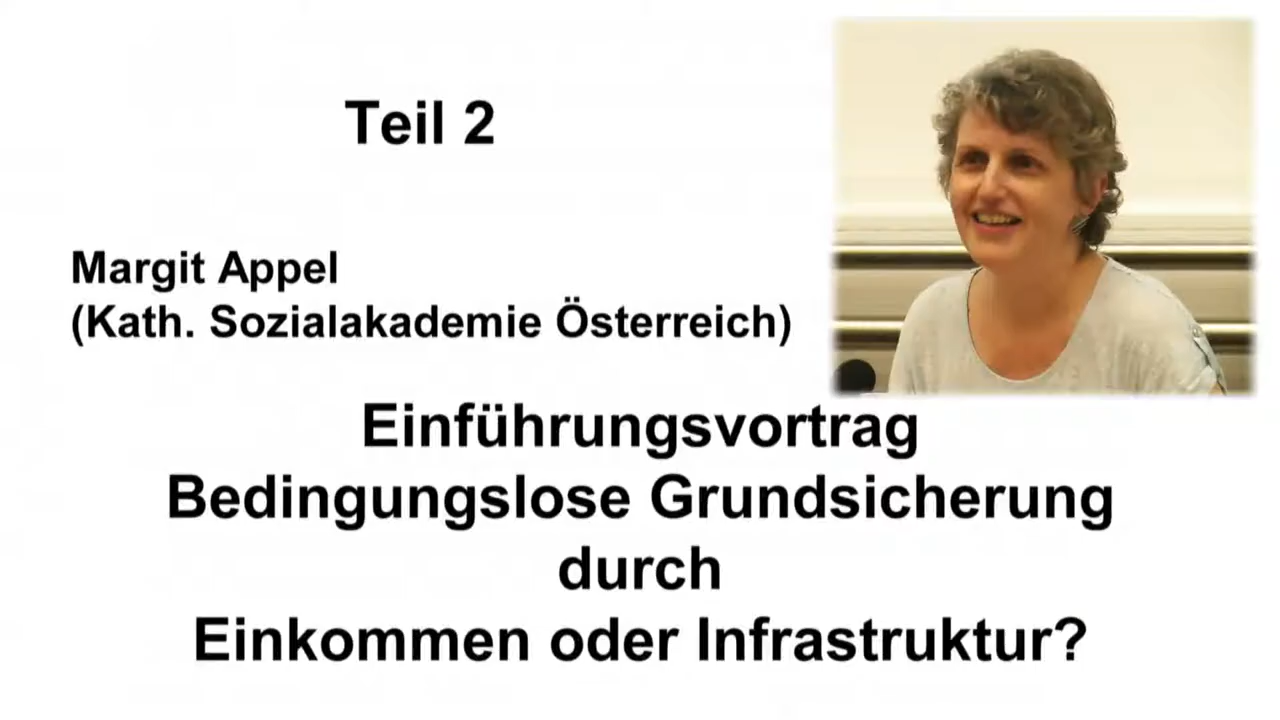 Teil 2
Margit Appel
(Kath. Sozialakademie Österreich)
Einführungsvortrag
Bedingungslose Grundsicherung
durch
Einkommen oder Infrastruktur?